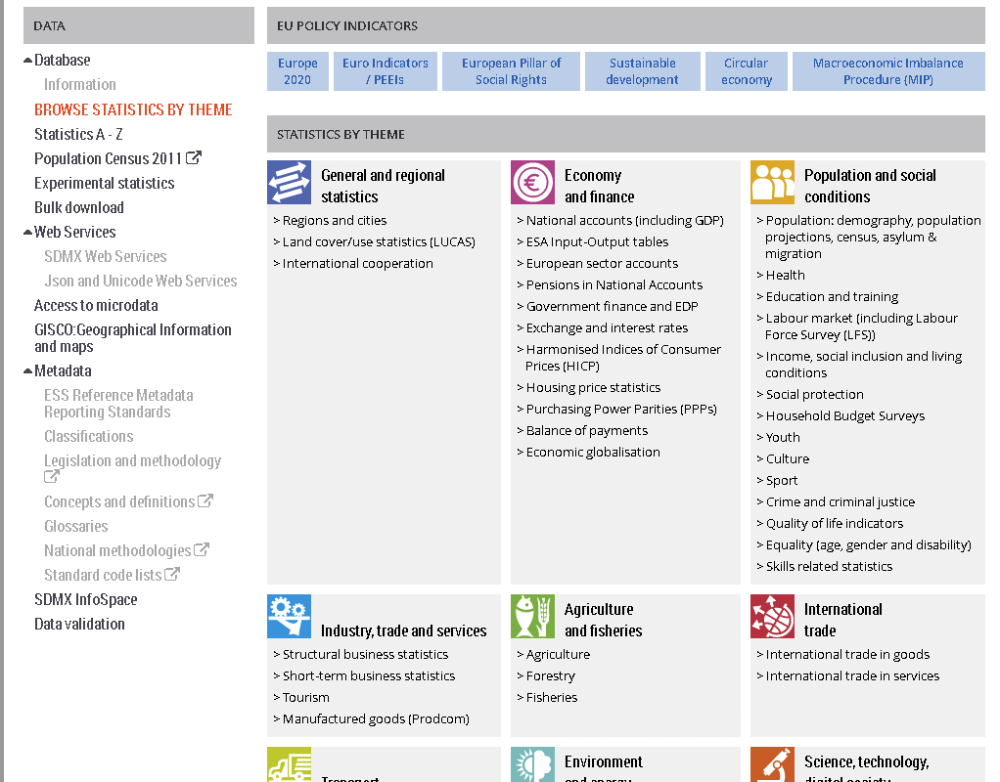 DATA
Database
Information
BROWSE STATISTICS BY THEME
Statistics A - Z
Population Census 2011
Experimental statistics
Bulk download
Web Services
SDMX Web Services
Json and Unicode Web Services
Access to microdata
GISCO:Geographical Information
and maps
Metadata
ESS Reference Metadata
Reporting Standards
Classifications
Legislation and methodology
Concepts and definitions
Glossaries
National methodologies
Standard code lists
SDMX InfoSpace
Data validation
EU POLICY INDICATORS
Europe
2020
Euro Indicators
/ PEEIs
European Pillar of
Social Rights
Sustainable
development
Circular
economy
Macroeconomic Imbalance
Procedure (MIP)
STATISTICS BY THEME
General and regional
statistics
> Regions and cities
> Land cover/use statistics (LUCAS)
> International cooperation
Economy
and finance
> National accounts (including GDP)
> ESA Input-Output tables
> European sector accounts
> Pensions in National Accounts
> Government finance and EDP
> Exchange and interest rates
> Harmonised Indices of Consumer
Prices (HICP)
> Housing price statistics
> Purchasing Power Parities (PPPs)
> Balance of payments
> Economic globalisation
Population and social
conditions
> Population: demography, population
projections, census, asylum &
migration
> Health
> Education and training
> Labour market (including Labour
Force Survey (LFS))
> Income, social inclusion and living
conditions
> Social protection
> Household Budget Surveys
> Youth
> Culture
> Sport
> Crime and criminal justice
> Quality of life indicators
> Equality (age, gender and disability)
> Skills related statistics
Industry, trade and services
> Structural business statistics
> Short-term business statistics
> Tourism
> Manufactured goods (Prodcom)
Agriculture
and fisheries
> Agriculture
> Forestry
> Fisheries
International
trade
> International trade in goods
> International trade in services
Transport
Environment
and energy
Science, technology,
digital society